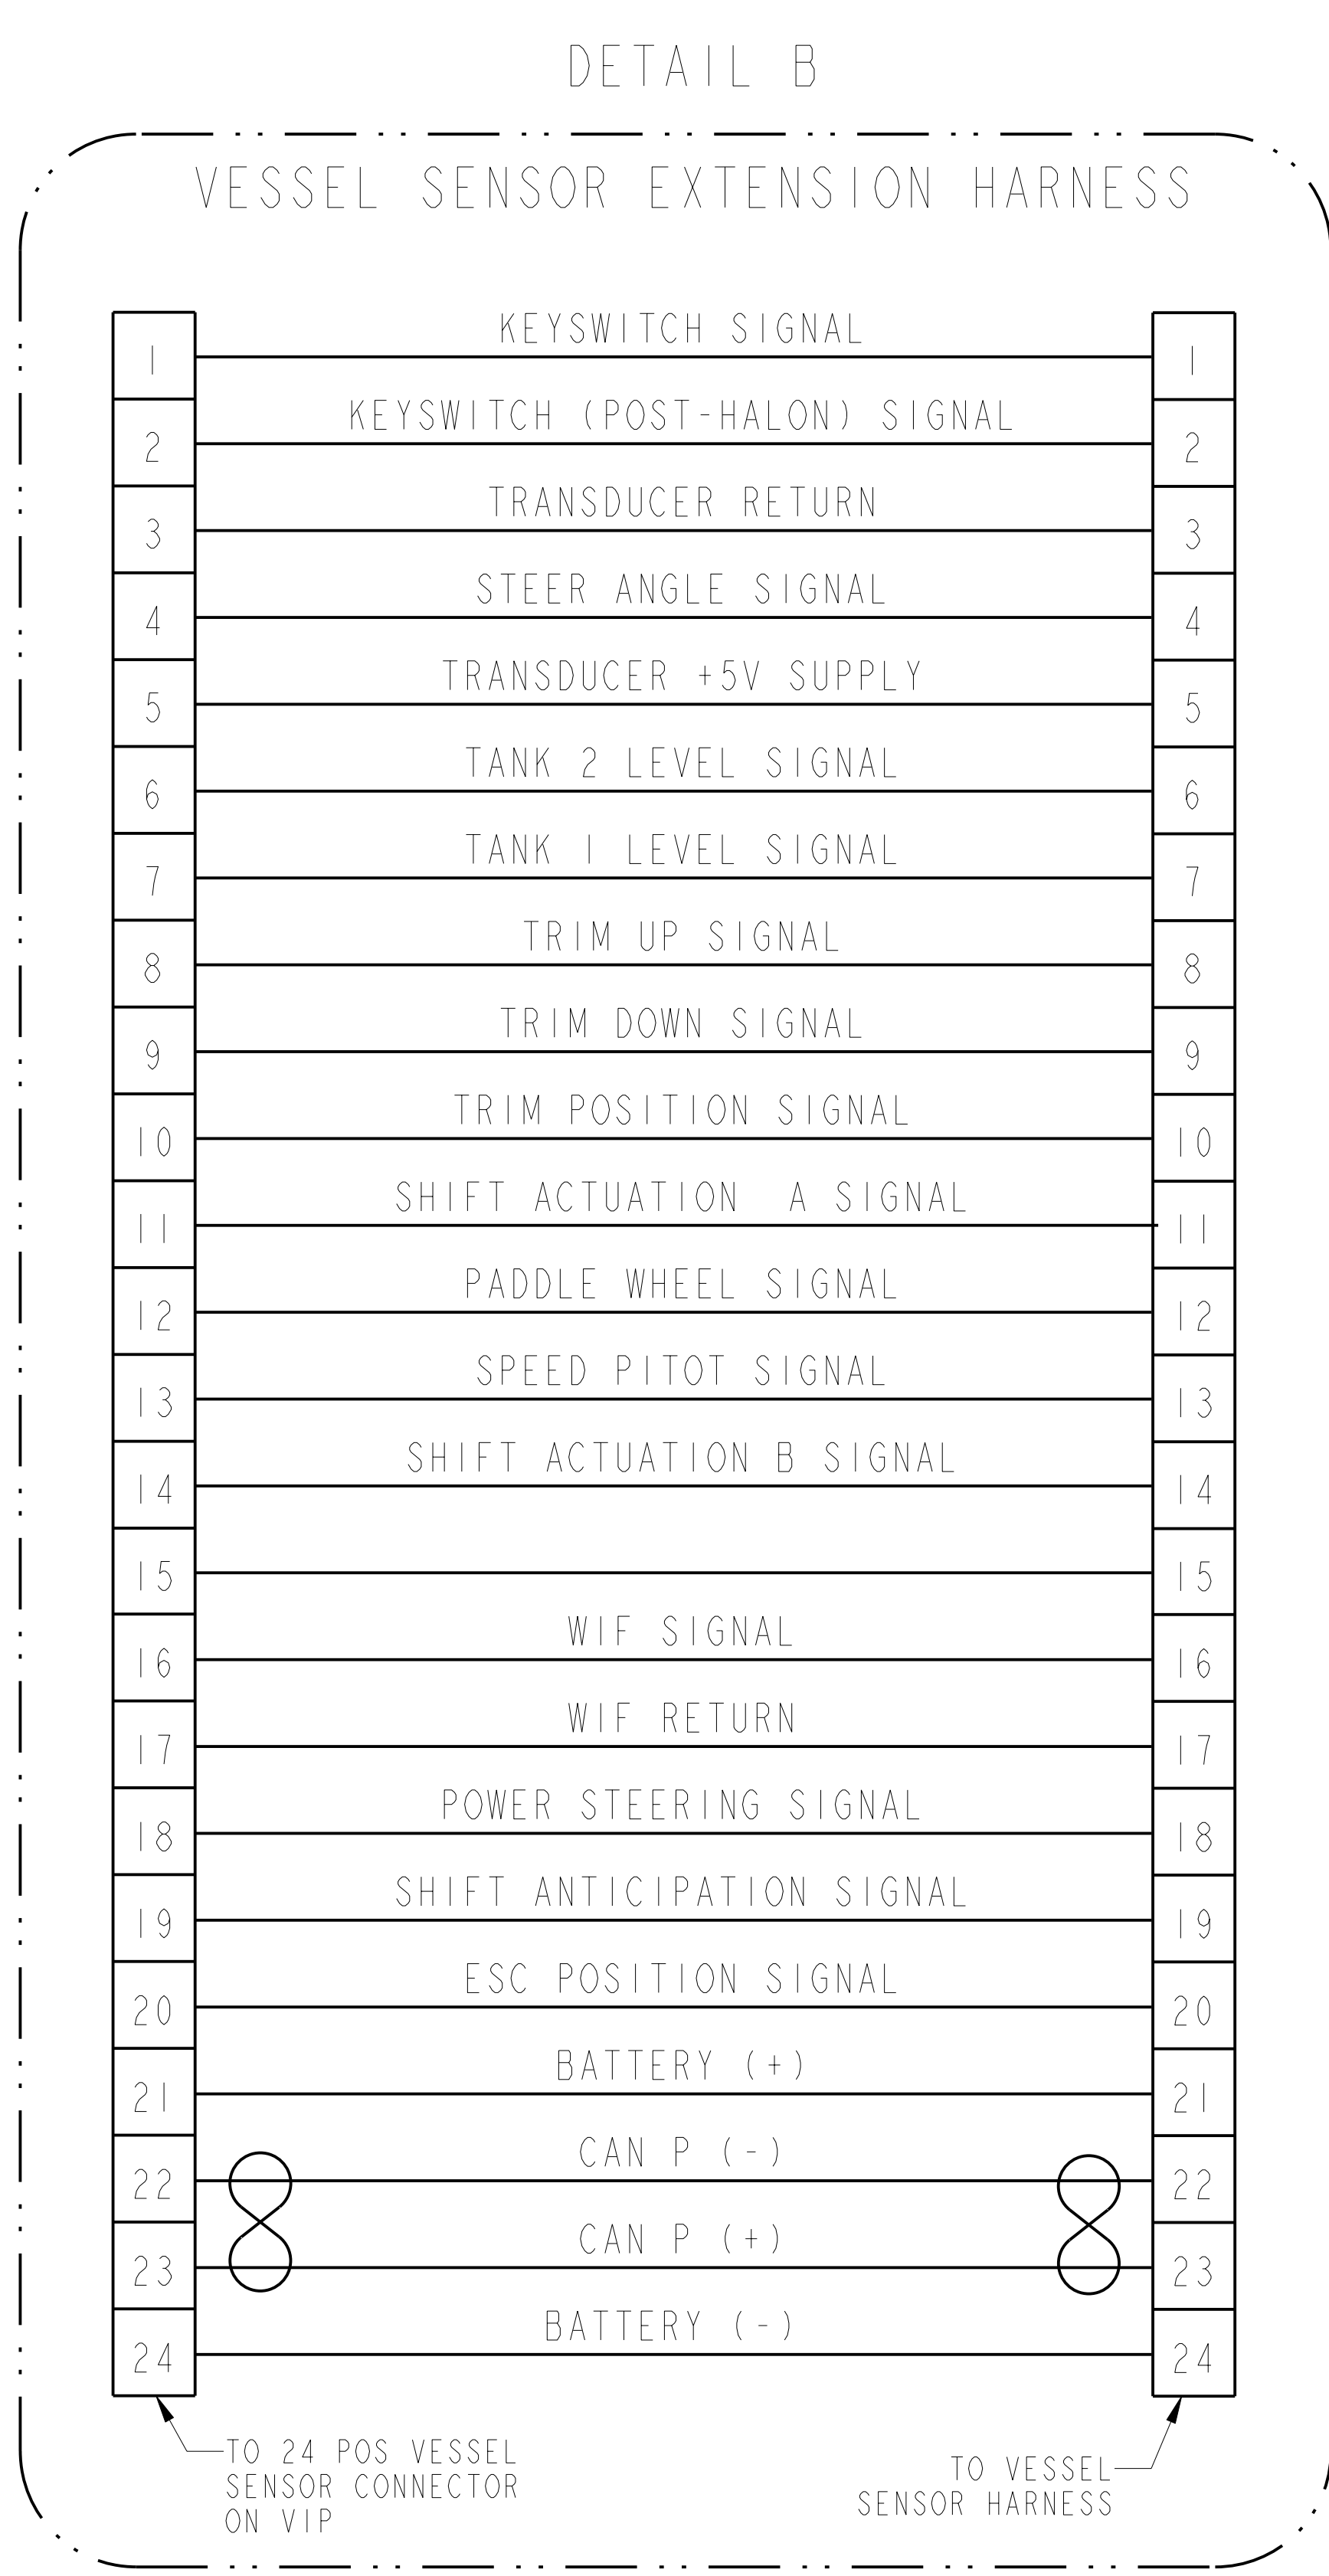 DETAIL B
VESSEL SENSOR EXTENSION HARNESS
KEYSWITCH SIGNAL
1 1
KEYSWITCH (POST-HALON) SIGNAL
2 2
TRANSDUCER RETURN
3 3
STEER ANGLE SIGNAL
4 4
TRANSDUCER +5V SUPPLY
5 5
TANK 2 LEVEL SIGNAL
6 6
TANK 1 LEVEL SIGNAL
7 7
TRIM UP SIGNAL
8 8
TRIM DOWN SIGNAL
9 9
TRIM POSITION SIGNAL
10 10
SHIFT ACTUATION A SIGNAL
11 11
PADDLE WHEEL SIGNAL
12 12
SPEED PITOT SIGNAL
13 13
SHIFT ACTUATION B SIGNAL
14 14
15 15
WIF SIGNAL
16 16
WIF RETURN
17 17
POWER STEERING SIGNAL
18 18
SHIFT ANTICIPATION SIGNAL
19 19
ESC POSITION SIGNAL
20 20
BATTERY (+)
21 21
CAN P (-)
22 22
CAN P (+)
23 23
BATTERY (-)
24 24
TO 24 POS VESSEL
SENSOR CONNECTOR
ON VIP
TO VESSEL
SENSOR HARNESS